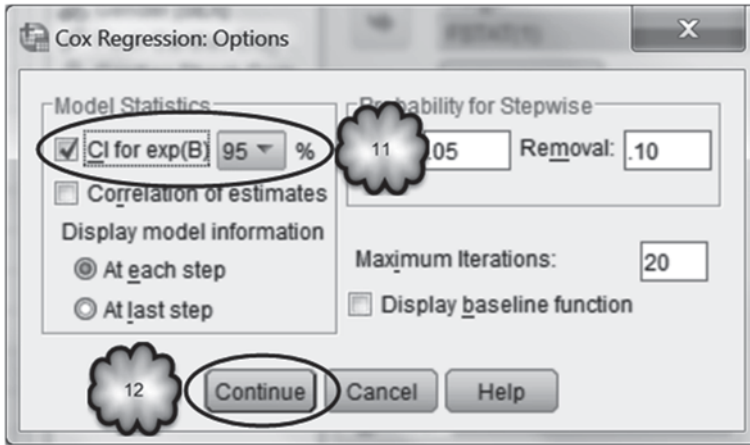 Cox Regression: Options
FSTAT(1)
Model Statistics
Probability for Stepwise
CI for exp(B) 95 %
11
.05
Removal: .10
Correlation of estimates
Display model information
At each step
At last step
Maximum Iterations: 20
Display baseline function
12
Continue
Cancel
Help